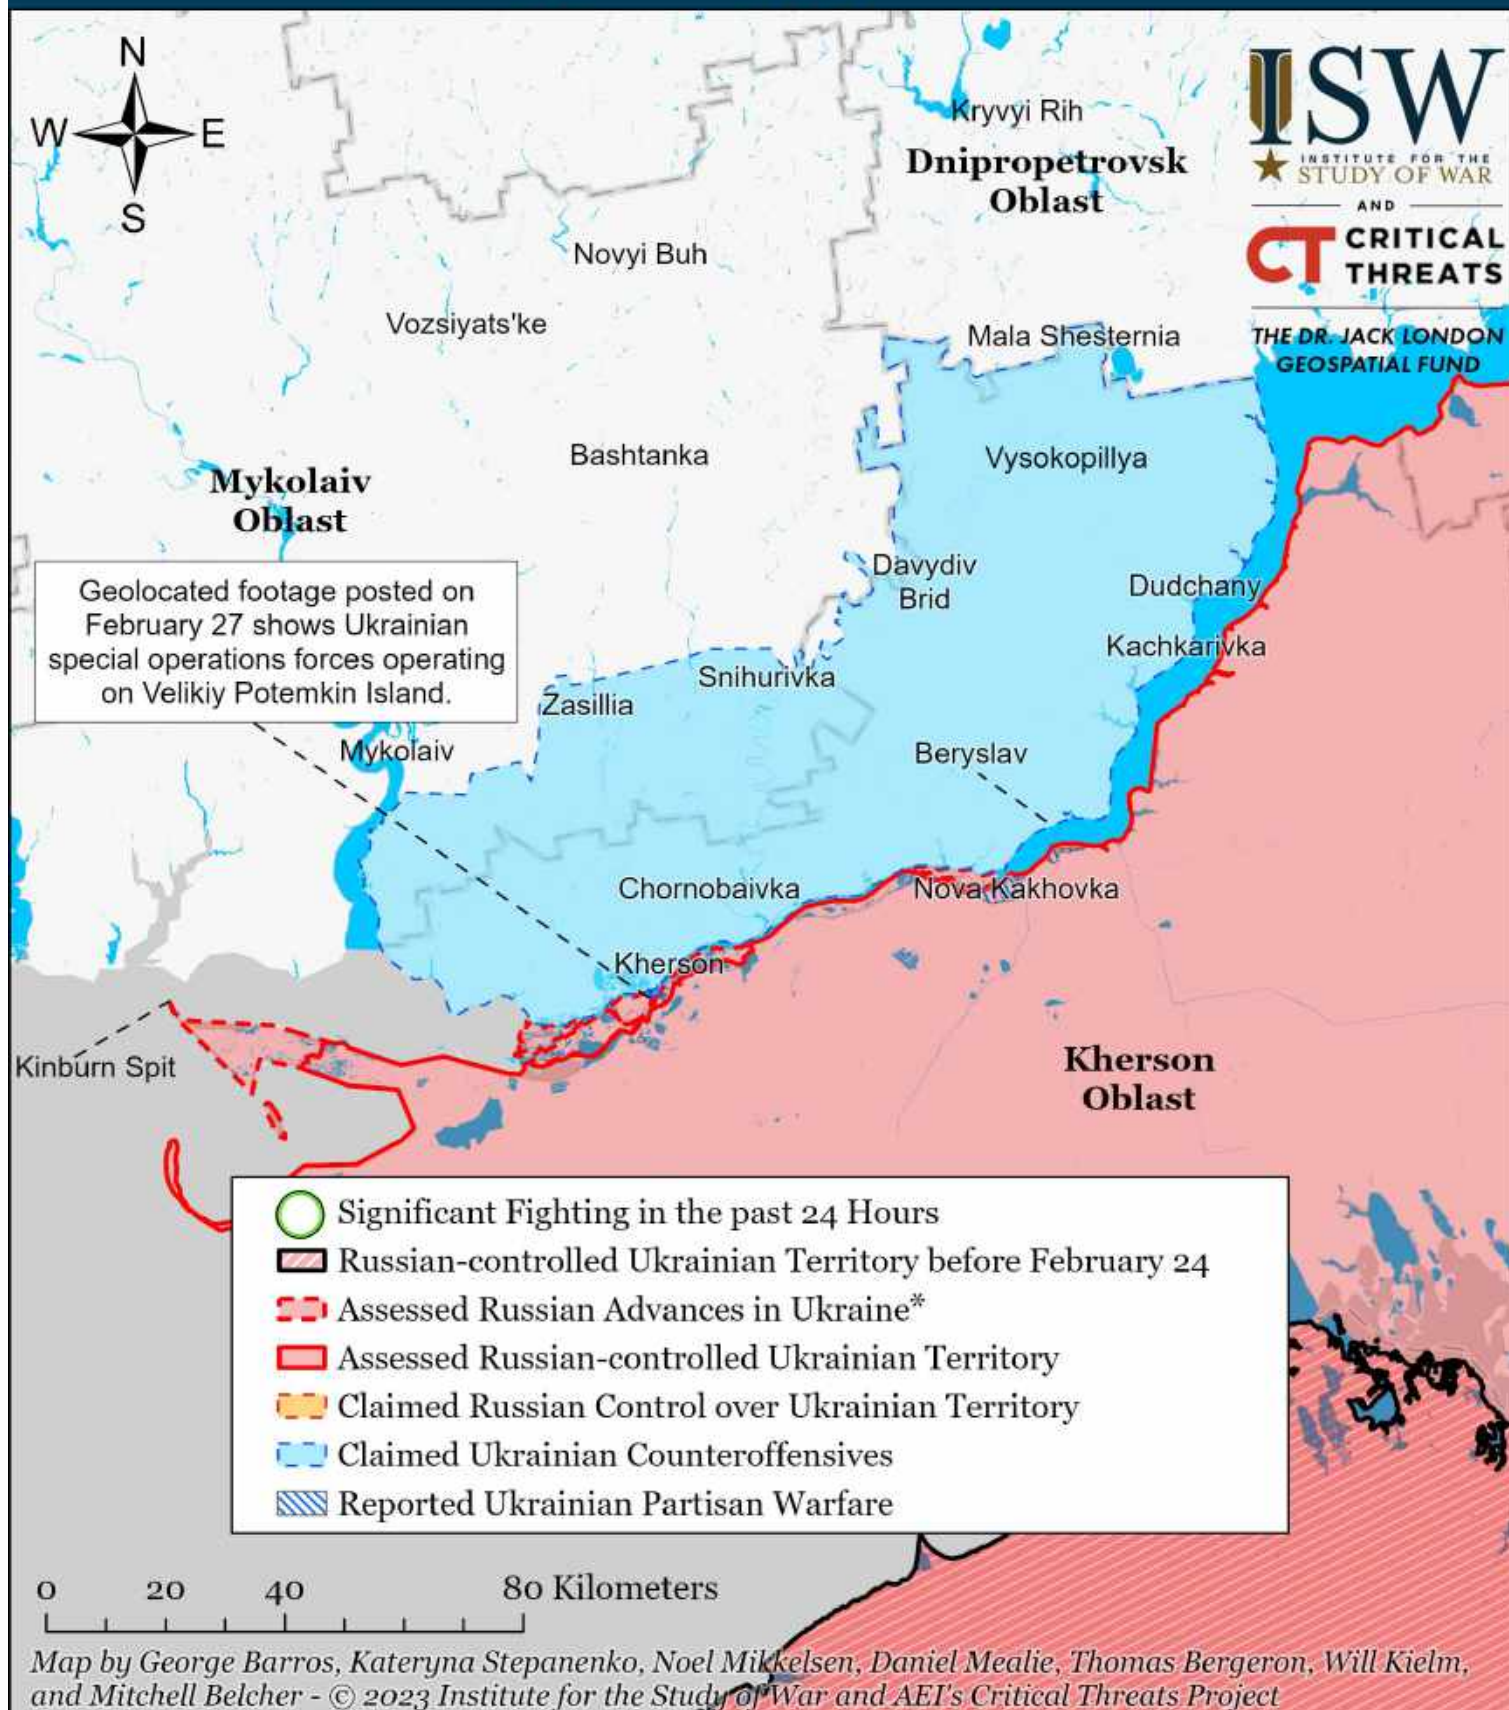 N
W E
S
ISW
INSTITUTE FOR THE
STUDY OF WAR
AND
CT CRITICAL
THREATS
THE DR. JACK LONDON
GEOSPATIAL FUND
Kryvyi Rih
Dnipropetrovsk
Oblast
Novyi Buh
Vozsiyats'ke
Mala Shesternia
Bashtanka
Vysokopillya
Mykolaiv
Oblast
Geolocated footage posted on
February 27 shows Ukrainian
special operations forces operating
on Velikiy Potemkin Island.
Davydiv
Brid
Dudchany
Kachkarivka
Snihurivka
Zasillia
Mykolaiv
Beryslav
Chornobaivka
Nova Kakhovka
Kherson
Kinburn Spit
Kherson
Oblast
Significant Fighting in the past 24 Hours
Russian-controlled Ukrainian Territory before February 24
Assessed Russian Advances in Ukraine*
Assessed Russian-controlled Ukrainian Territory
Claimed Russian Control over Ukrainian Territory
Claimed Ukrainian Counteroffensives
Reported Ukrainian Partisan Warfare
0 20 40 80 Kilometers
Map by George Barros, Kateryna Stepanenko, Noel Mikkelsen, Daniel Mealie, Thomas Bergeron, Will Kielm,
and Mitchell Belcher - © 2023 Institute for the Study of War and AEI's Critical Threats Project